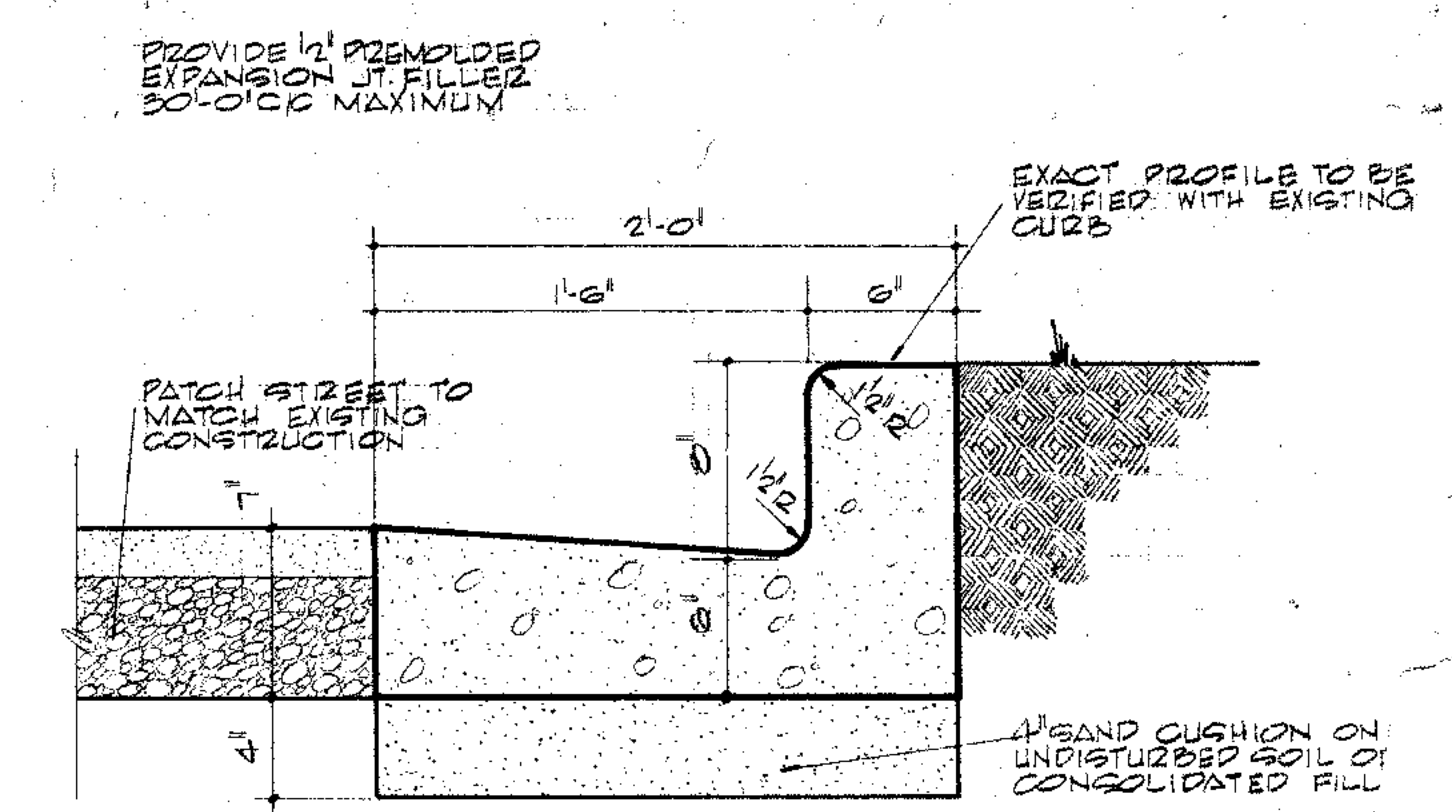 PROVIDE 1/2" PREMOLDED
EXPANSION JT. FILLER
30'-0" C/C MAXIMUM
EXACT PROFILE TO BE
VERIFIED WITH EXISTING
CURB
2'-0"
1'-6"
6"
PATCH STREET TO
MATCH EXISTING
CONSTRUCTION
1 1/2" R
1 1/2" R
7"
4"
4" SAND CUSHION ON
UNDISTURBED SOIL
CONSOLIDATED FILL